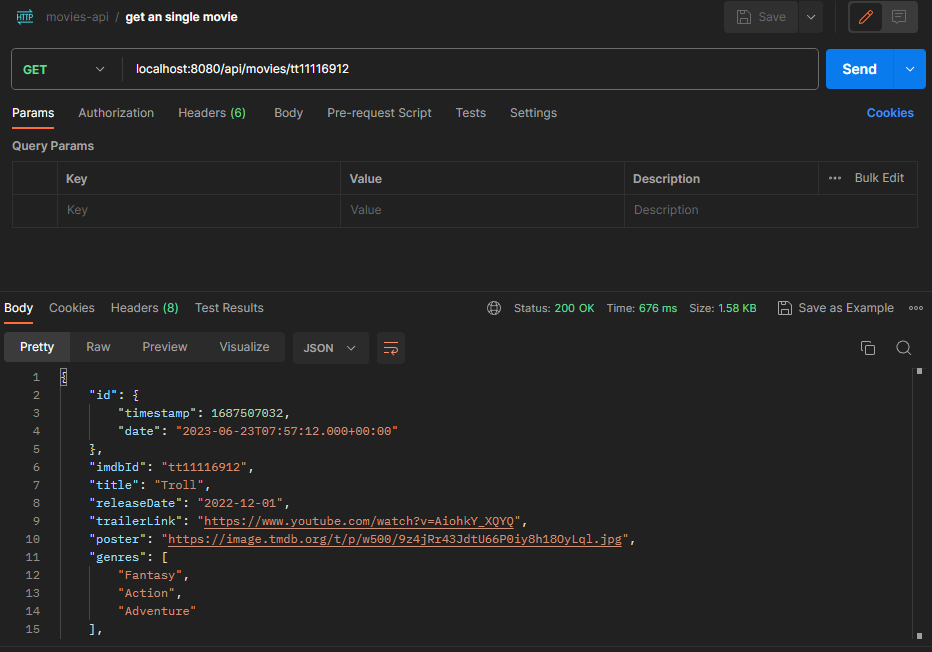 HTTP movies-api / get an single movie Save
GET localhost:8080/api/movies/tt11116912 Send
Params Authorization Headers (6) Body Pre-request Script Tests Settings Cookies
Query Params
Key Value Description ••• Bulk Edit
Key Value Description
Body Cookies Headers (8) Test Results Status: 200 OK Time: 676 ms Size: 1.58 KB Save as Example
Pretty Raw Preview Visualize JSON
1 {
2 "id": {
3 "timestamp": 1687507032,
4 "date": "2023-06-23T07:57:12.000+00:00"
5 },
6 "imdbId": "tt11116912",
7 "title": "Troll",
8 "releaseDate": "2022-12-01",
9 "trailerLink": "https://www.youtube.com/watch?v=AiohkY_XQYQ",
10 "poster": "https://image.tmdb.org/t/p/w500/9z4jRr43JdtU66P0iy8h18OyLql.jpg",
11 "genres": [
12 "Fantasy",
13 "Action",
14 "Adventure"
15 ],